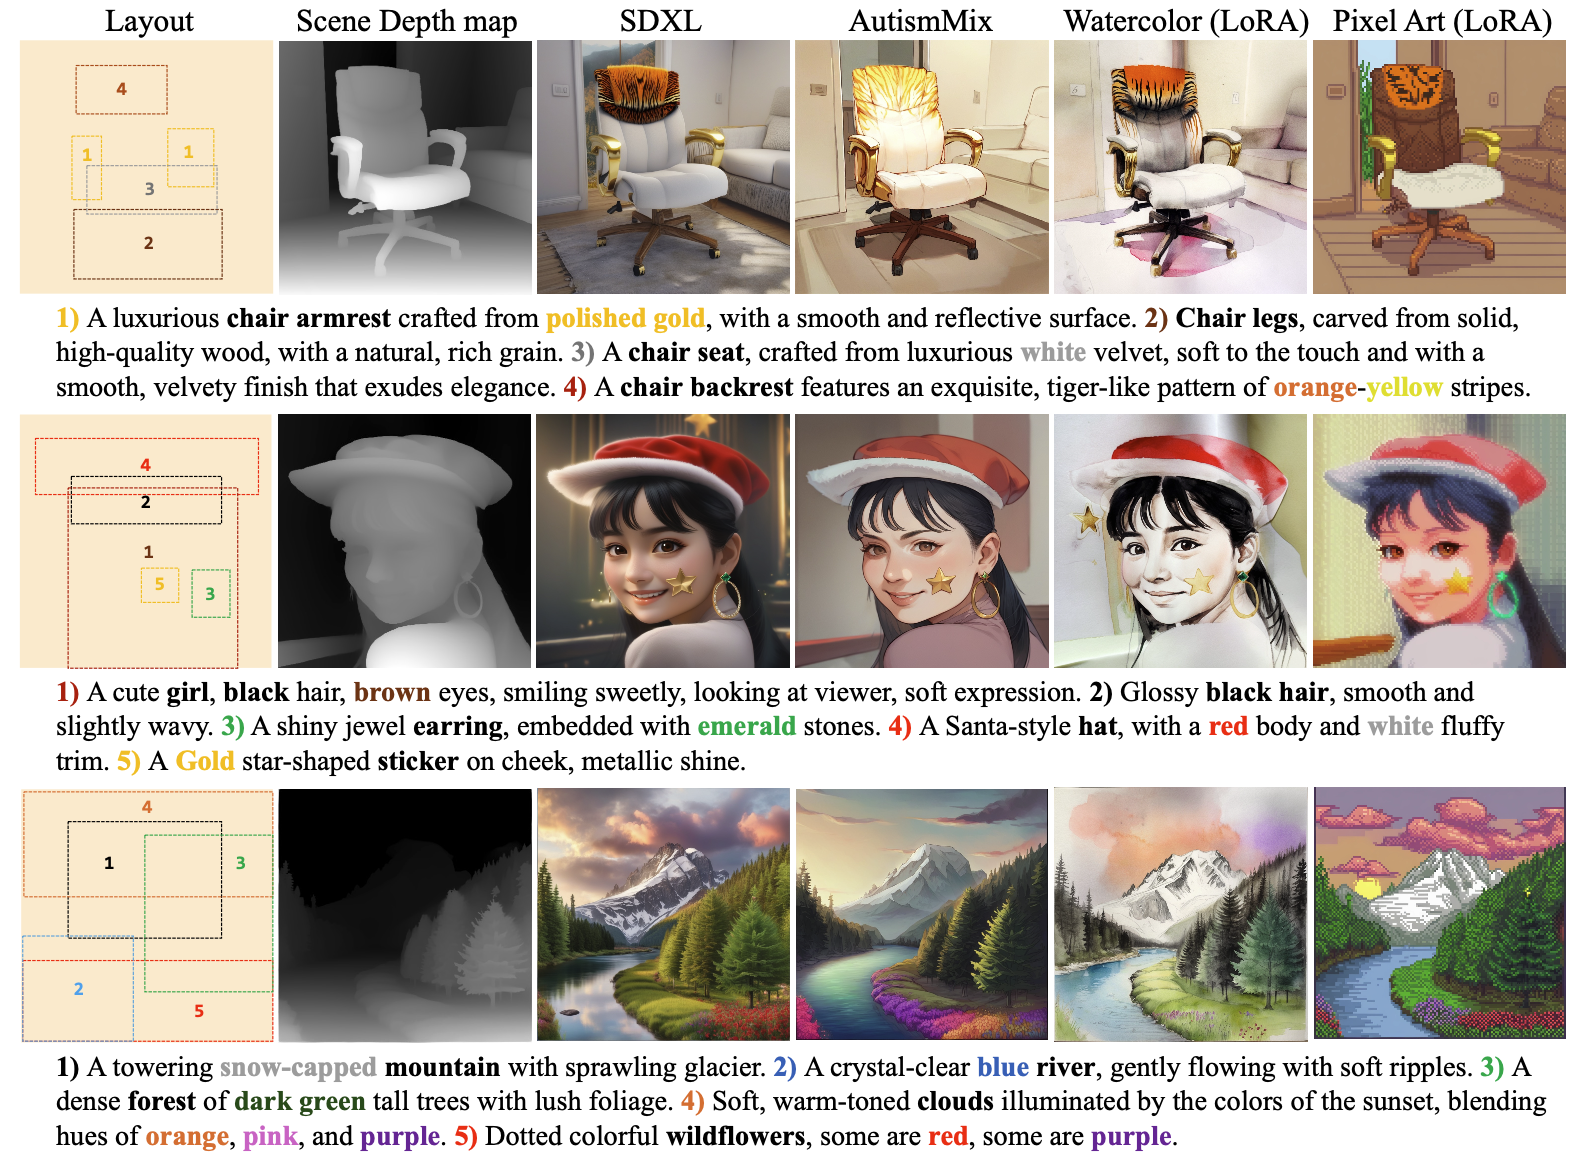 Layout Scene Depth map SDXL AutismMix Watercolor (LoRA) Pixel Art (LoRA)
4
1 1
3
2
1) A luxurious chair armrest crafted from polished gold, with a smooth and reflective surface. 2) Chair legs, carved from solid,
high-quality wood, with a natural, rich grain. 3) A chair seat, crafted from luxurious white velvet, soft to the touch and with a
smooth, velvety finish that exudes elegance. 4) A chair backrest features an exquisite, tiger-like pattern of orange-yellow stripes.
4
2
1
5 3
1) A cute girl, black hair, brown eyes, smiling sweetly, looking at viewer, soft expression. 2) Glossy black hair, smooth and
slightly wavy. 3) A shiny jewel earring, embedded with emerald stones. 4) A Santa-style hat, with a red body and white fluffy
trim. 5) A Gold star-shaped sticker on cheek, metallic shine.
4
1 3
2
5
1) A towering snow-capped mountain with sprawling glacier. 2) A crystal-clear blue river, gently flowing with soft ripples. 3) A
dense forest of dark green tall trees with lush foliage. 4) Soft, warm-toned clouds illuminated by the colors of the sunset, blending
hues of orange, pink, and purple. 5) Dotted colorful wildflowers, some are red, some are purple.